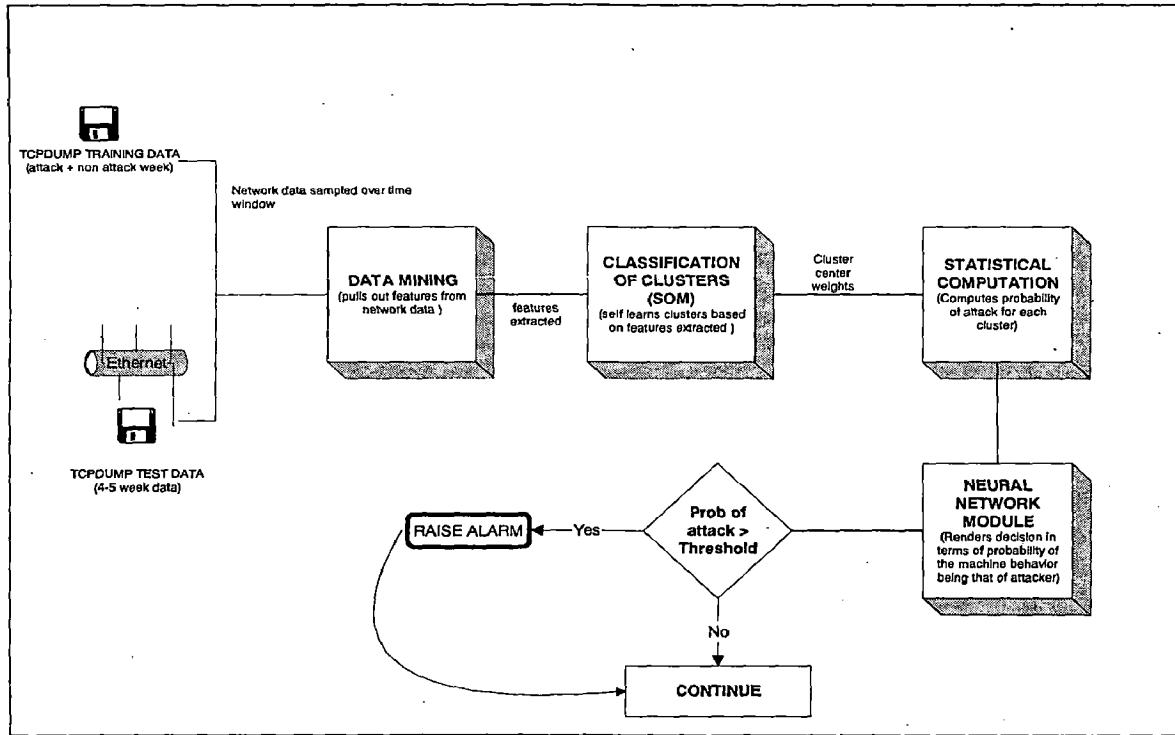 TCPDUMP TRAINING DATA
(attack + non attack week)
Network data sampted over time
window
DATA MINING
(pulls out features from
network data )
features
extracted
CLASSIFICATION
OF CLUSTERS
(SOM)
(self learns clusters based
on features extracted )
Cluster
center
weights
STATISTICAL
COMPUTATION
(Computes probability
of attack for each
cluster)
Ethernet
TCPDUMP TEST DATA
(4-5 week data)
RAISE ALARM
Yes
Prob of
attack >
Threshold
NEURAL
NETWORK
MODULE
(Renders decision in
terms of probability of
the machine behavior
being that of attacker)
No
CONTINUE